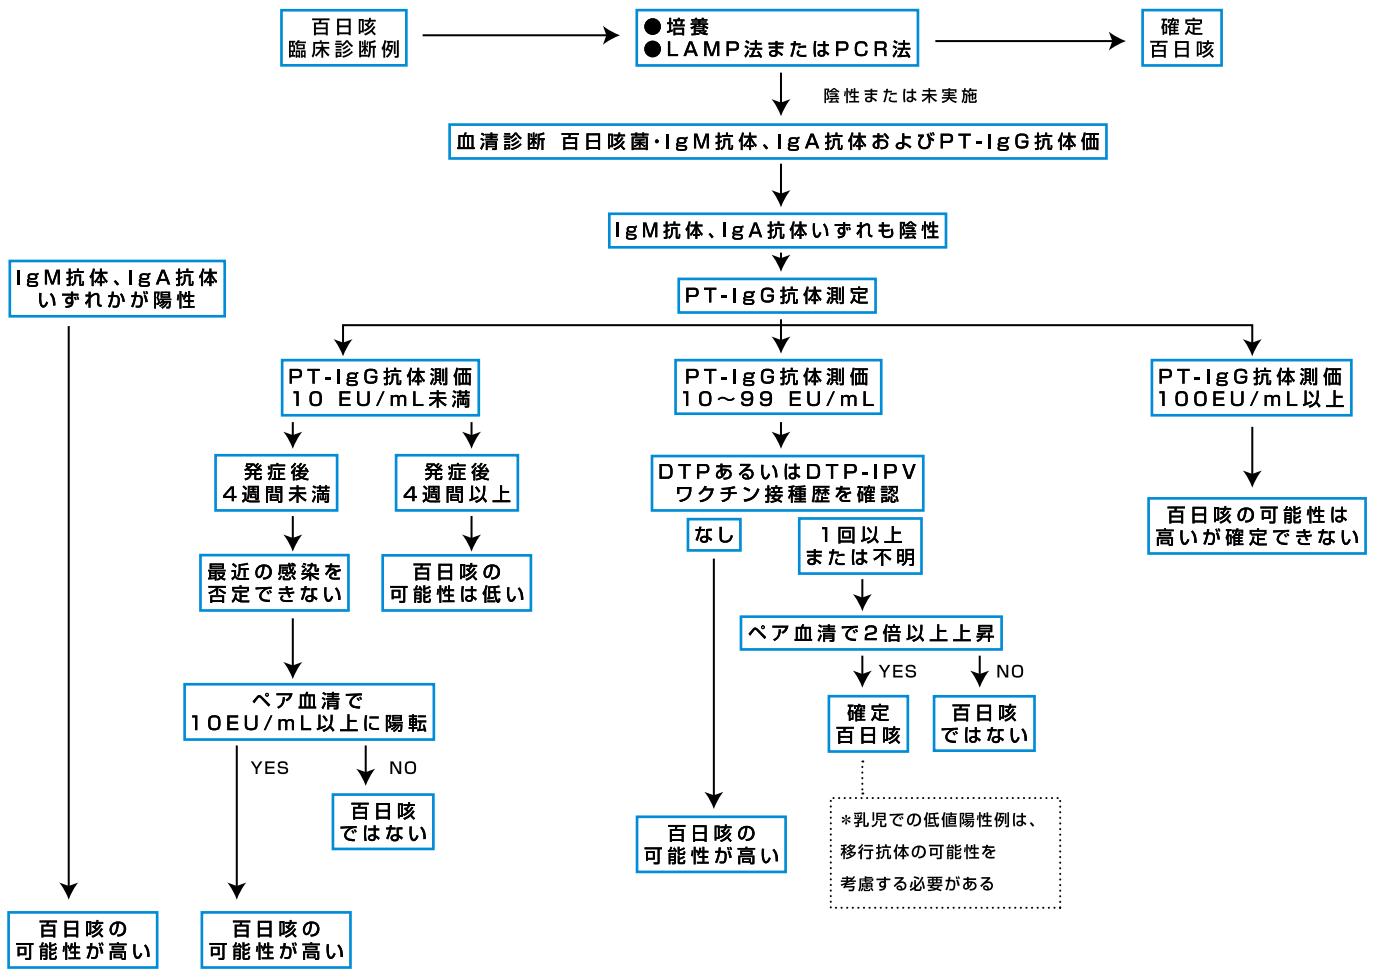 百日咳
臨床診断例
●培養
●LAMP法またはPCR法
確定
百日咳
陰性または未実施
血清診断 百日咳菌・IgM抗体、IgA抗体およびPT-IgG抗体価
IgM抗体、IgA抗体いずれも陰性
IgM抗体、IgA抗体
いずれかが陽性
PT-IgG抗体測定
PT-IgG抗体測価
10 EU/mL未満
PT-IgG抗体測価
10〜99 EU/mL
PT-IgG抗体測価
100EU/mL以上
発症後
4週間未満
発症後
4週間以上
DTPあるいはDTP-IPV
ワクチン接種歴を確認
百日咳の可能性は
高いが確定できない
なし
1回以上
または不明
最近の感染を
否定できない
百日咳の
可能性は低い
ペア血清で2倍以上上昇
YES
NO
ペア血清で
10EU/mL以上に陽転
確定
百日咳
百日咳
ではない
YES
NO
百日咳
ではない
百日咳の
可能性が高い
＊乳児での低値陽性例は、
移行抗体の可能性を
考慮する必要がある
百日咳の
可能性が高い
百日咳の
可能性が高い